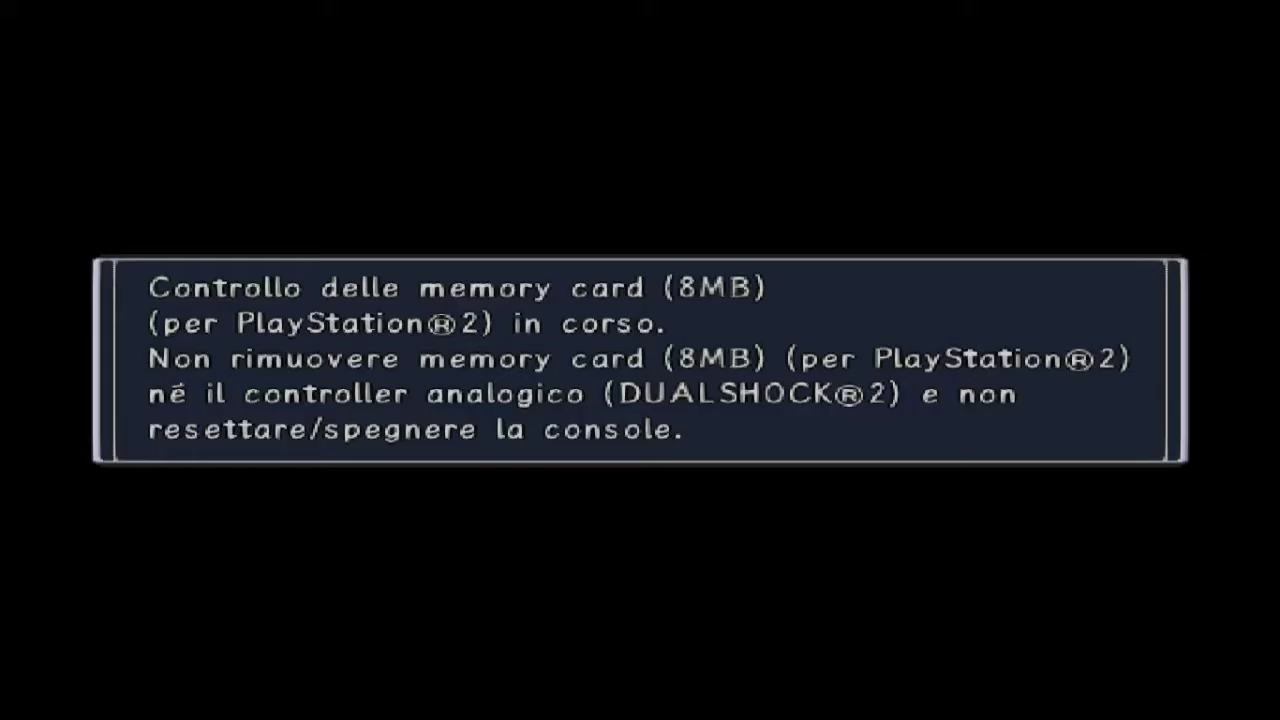 Controllo delle memory card (8MB)
(per PlayStation®2) in corso.
Non rimuovere memory card (8MB) (per PlayStation®2)
né il controller analogico (DUALSHOCK®2) e non
resettare/spegnere la console.